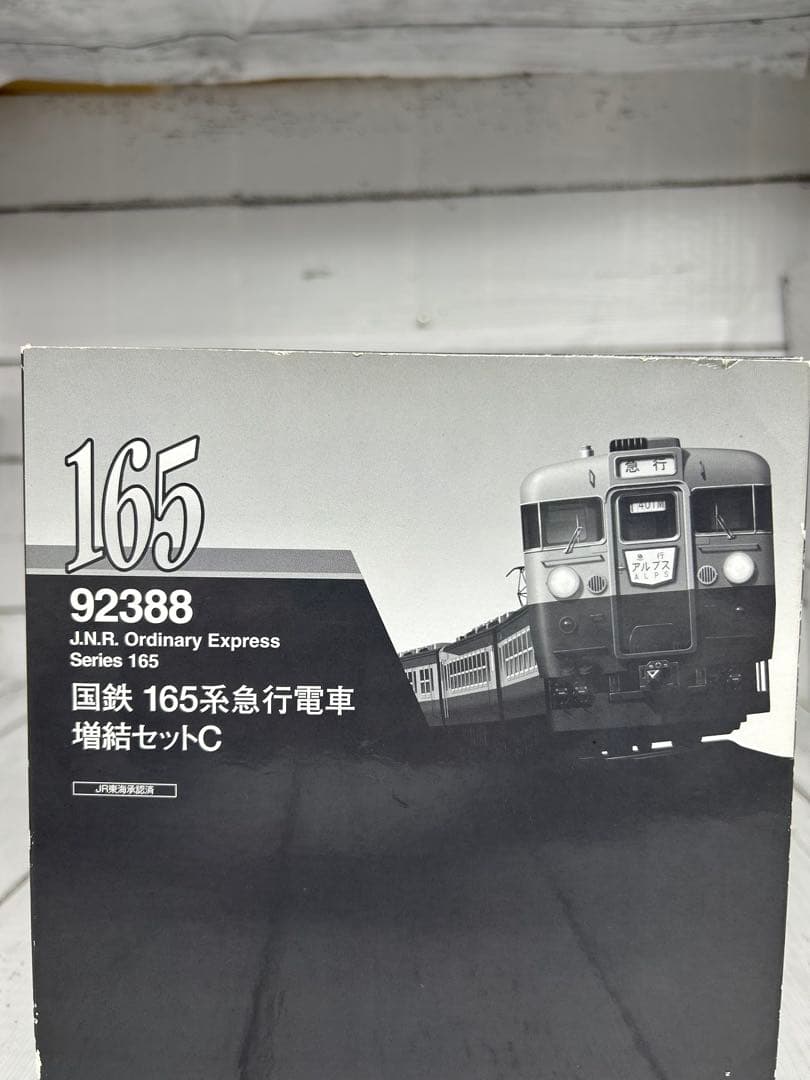 165
92388
J.N.R. Ordinary Express
Series 165
国鉄 165系急行電車
増結セットC
JR東海承認済
急行
401M
急行
アルプス
ALPS